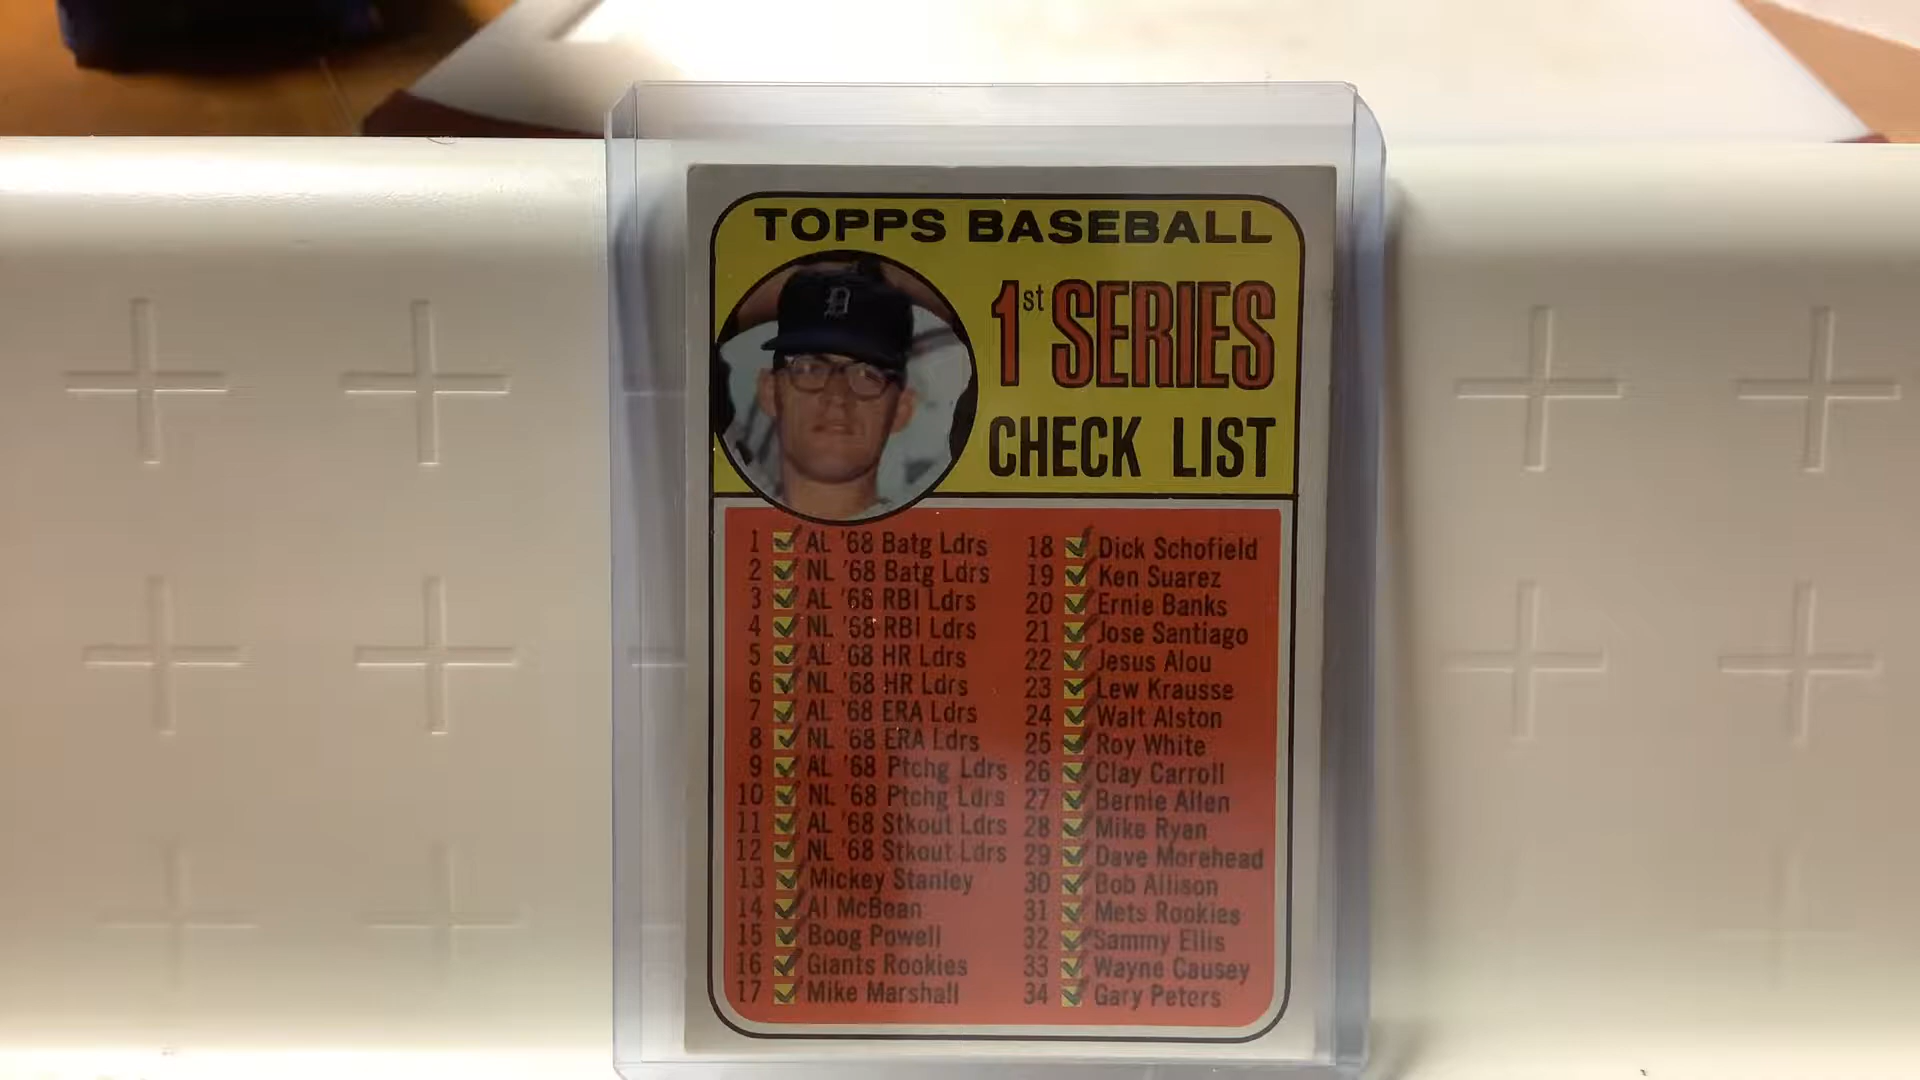 D
TOPPS BASEBALL
1st SERIES
CHECK LIST
1 AL '68 Batg Ldrs
2 NL '68 Batg Ldrs
3 AL '68 RBI Ldrs
4 NL '68 RBI Ldrs
5 AL '68 HR Ldrs
6 NL '68 HR Ldrs
7 AL '68 ERA Ldrs
8 NL '68 ERA Ldrs
9 AL '68 Ptchg Ldrs
10 NL '68 Ptchg Ldrs
11 AL '68 Stkout Ldrs
12 NL '68 Stkout Ldrs
13 Mickey Stanley
14 Al McBean
15 Boog Powell
16 Giants Rookies
17 Mike Marshall
18 Dick Schofield
19 Ken Suarez
20 Ernie Banks
21 Jose Santiago
22 Jesus Alou
23 Lew Krausse
24 Walt Alston
25 Roy White
26 Clay Carroll
27 Bernie Allen
28 Mike Ryan
29 Dave Morehead
30 Bob Allison
31 Mets Rookies
32 Sammy Ellis
33 Wayne Causey
34 Gary Peters